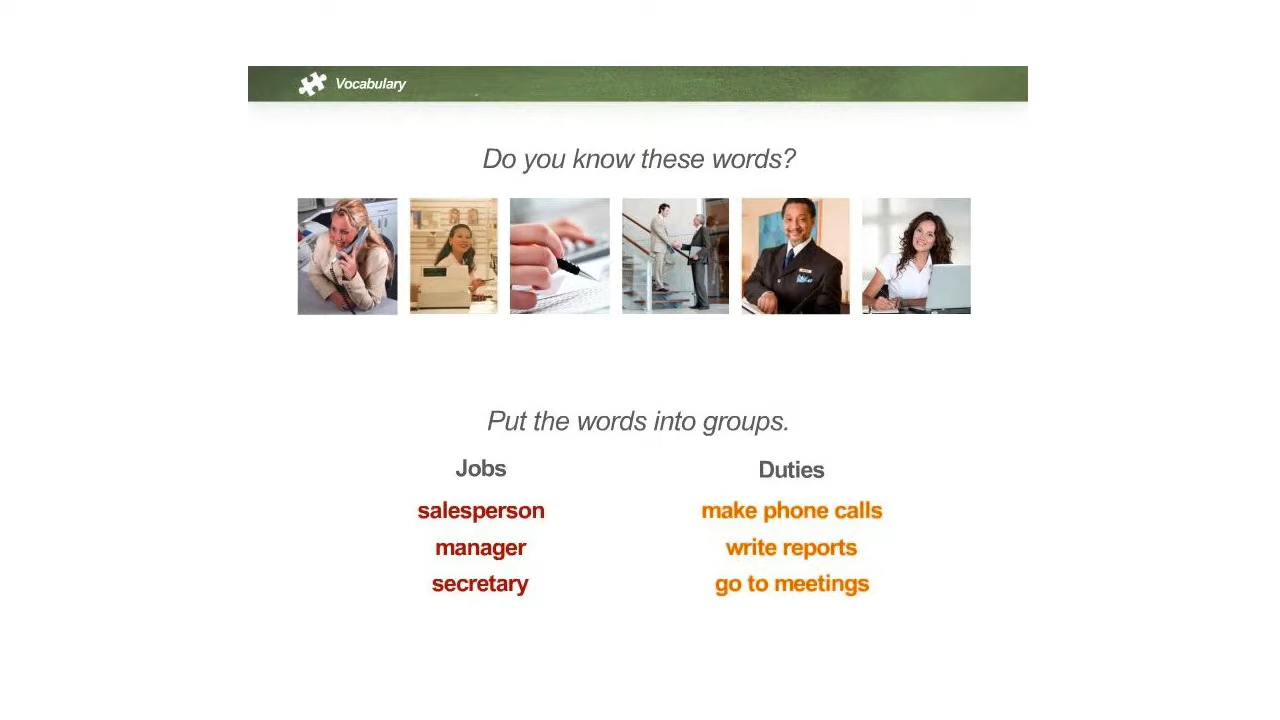 Vocabulary
Do you know these words?
Put the words into groups.
Jobs
Duties
salesperson
make phone calls
manager
write reports
secretary
go to meetings